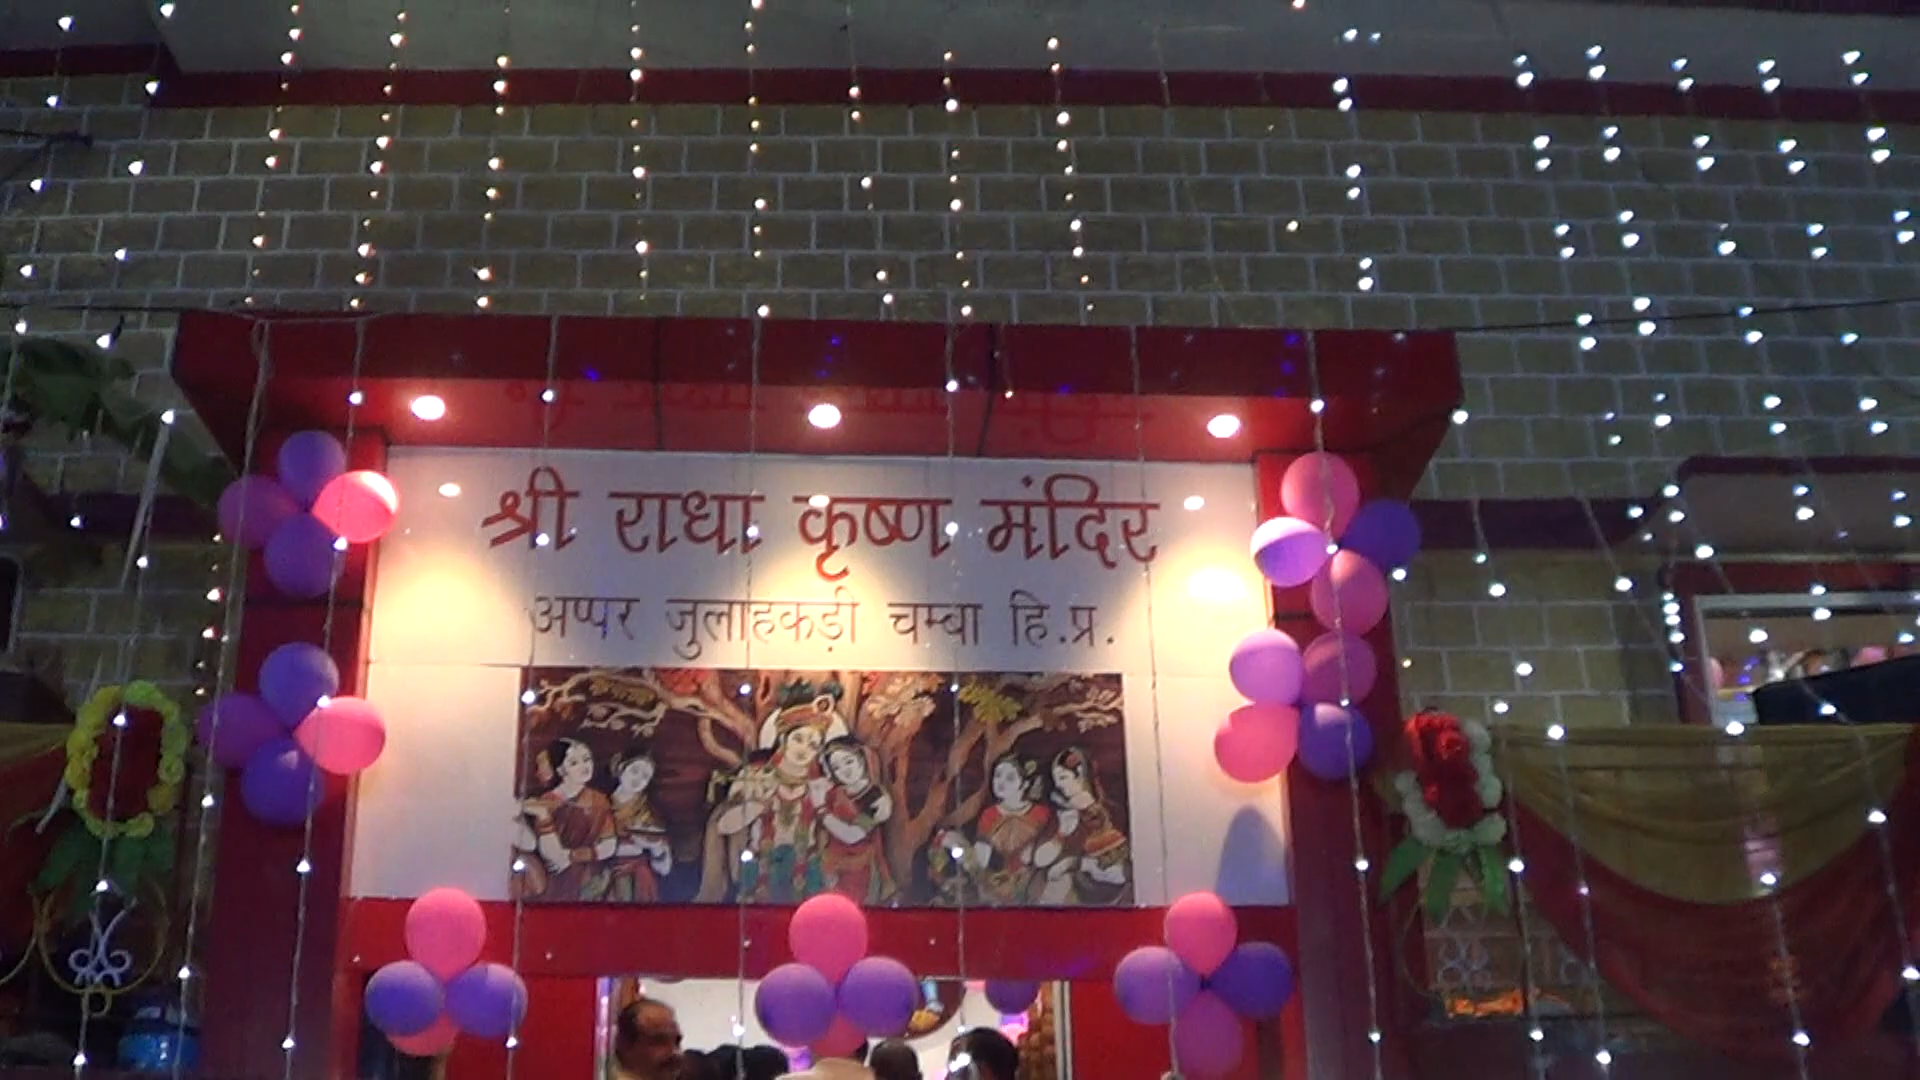 श्री राधा कृष्ण मंदिर
अप्पर जुलाहकड़ी चम्बा हि.प्र.